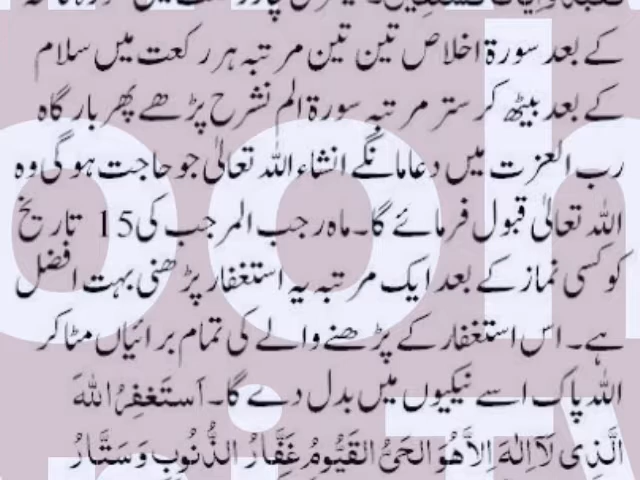 کے بعد سورۃ اخلاص تین تین مرتبہ ہر رکعت میں سلام
کے بعد بیٹھ کر ستر مرتبہ سورۃ الم نشرح پڑھے پھر بارگاہ
رب العزت میں دعا مانگے انشاء اللہ تعالیٰ جو حاجت ہوگی وہ
اللہ تعالیٰ قبول فرمائے گا۔ ماہ رجب المرجب کی 15 تاریخ
کو کسی نماز کے بعد ایک مرتبہ یہ استغفار پڑھنی بہت افضل
ہے۔ اس استغفار کے پڑھنے والے کی تمام برائیاں مٹا کر
اللہ پاک اسے نیکیوں میں بدل دے گا۔ اَستَغفِرُ اللهَ
الَّذِی لَآ اِلٰهَ اِلاَّ هُوَ الحَیُّ القَیُّومُ غَفَّارُ الذُّنُوبِ وَ سَتَّارُ